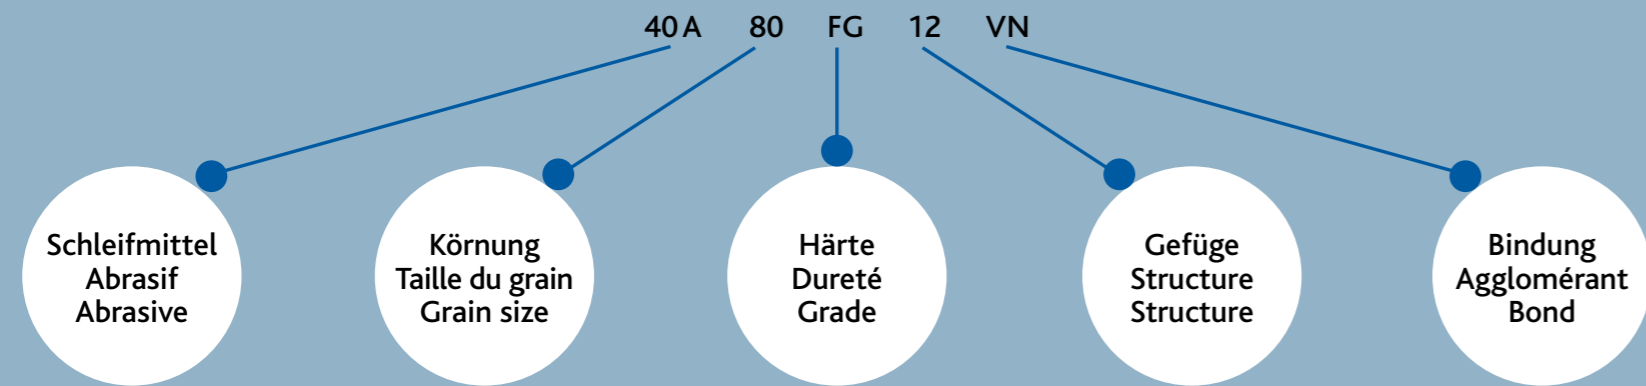 40 A 80 FG 12 VN
Schleifmittel
Abrasif
Abrasive
Körnung
Taille du grain
Grain size
Härte
Dureté
Grade
Gefüge
Structure
Structure
Bindung
Agglomérant
Bond